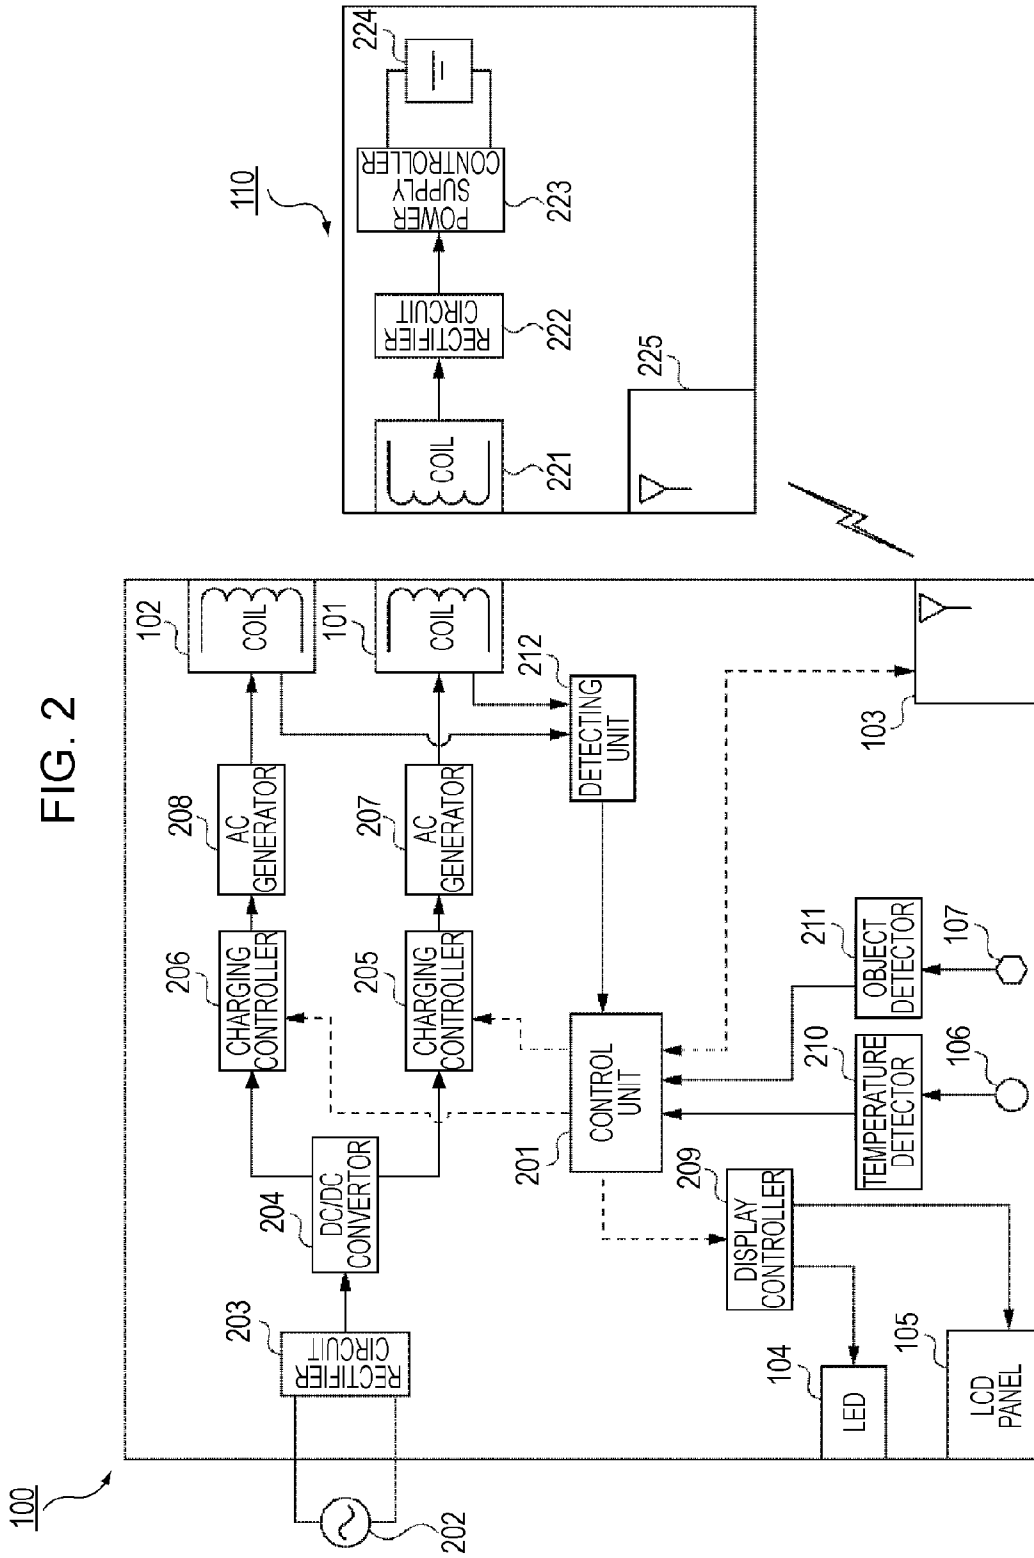 FIG. 2
100
110
102
COIL
101
COIL
208
AC
GENERATOR
207
AC
GENERATOR
206
CHARGING
CONTROLLER
205
CHARGING
CONTROLLER
204
DC/DC
CONVERTOR
203
RECTIFIER
CIRCUIT
202
212
DETECTING
UNIT
201
CONTROL
UNIT
209
DISPLAY
CONTROLLER
211
OBJECT
DETECTOR
107
210
TEMPERATURE
DETECTOR
106
104
LED
105
LCD
PANEL
103
COIL
221
RECTIFIER
CIRCUIT
222
POWER
SUPPLY
CONTROLLER
223
224
225